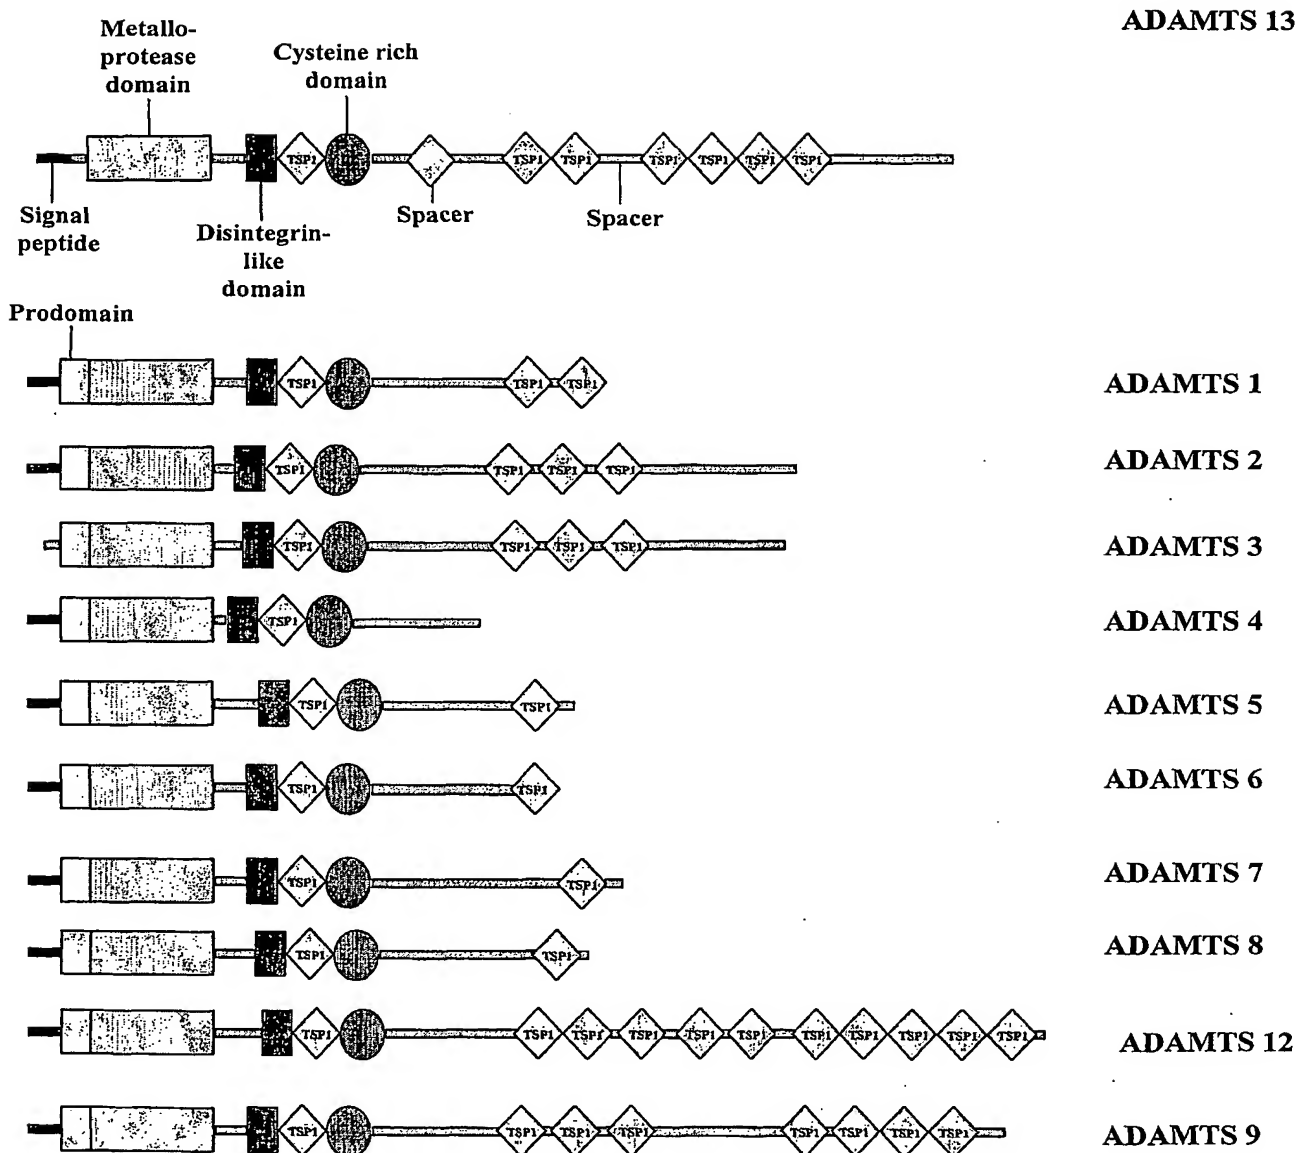 ADAMTS 13
Metallo-
protease
domain
Cysteine rich
domain
TSP1 TSP1 TSP1 TSP1 TSP1 TSP1 TSP1
Signal
peptide
Disintegrin-
like
domain
Spacer
Spacer
Prodomain
TSP1 TSP1 TSP1
ADAMTS 1
TSP1 TSP1 TSP1 TSP1
ADAMTS 2
TSP1 TSP1 TSP1 TSP1
ADAMTS 3
TSP1
ADAMTS 4
TSP1 TSP1
ADAMTS 5
TSP1 TSP1
ADAMTS 6
TSP1 TSP1
ADAMTS 7
TSP1 TSP1
ADAMTS 8
TSP1 TSP1 TSP1 TSP1 TSP1 TSP1 TSP1 TSP1 TSP1 TSP1 TSP1
ADAMTS 12
TSP1 TSP1 TSP1 TSP1 TSP1 TSP1 TSP1 TSP1
ADAMTS 9